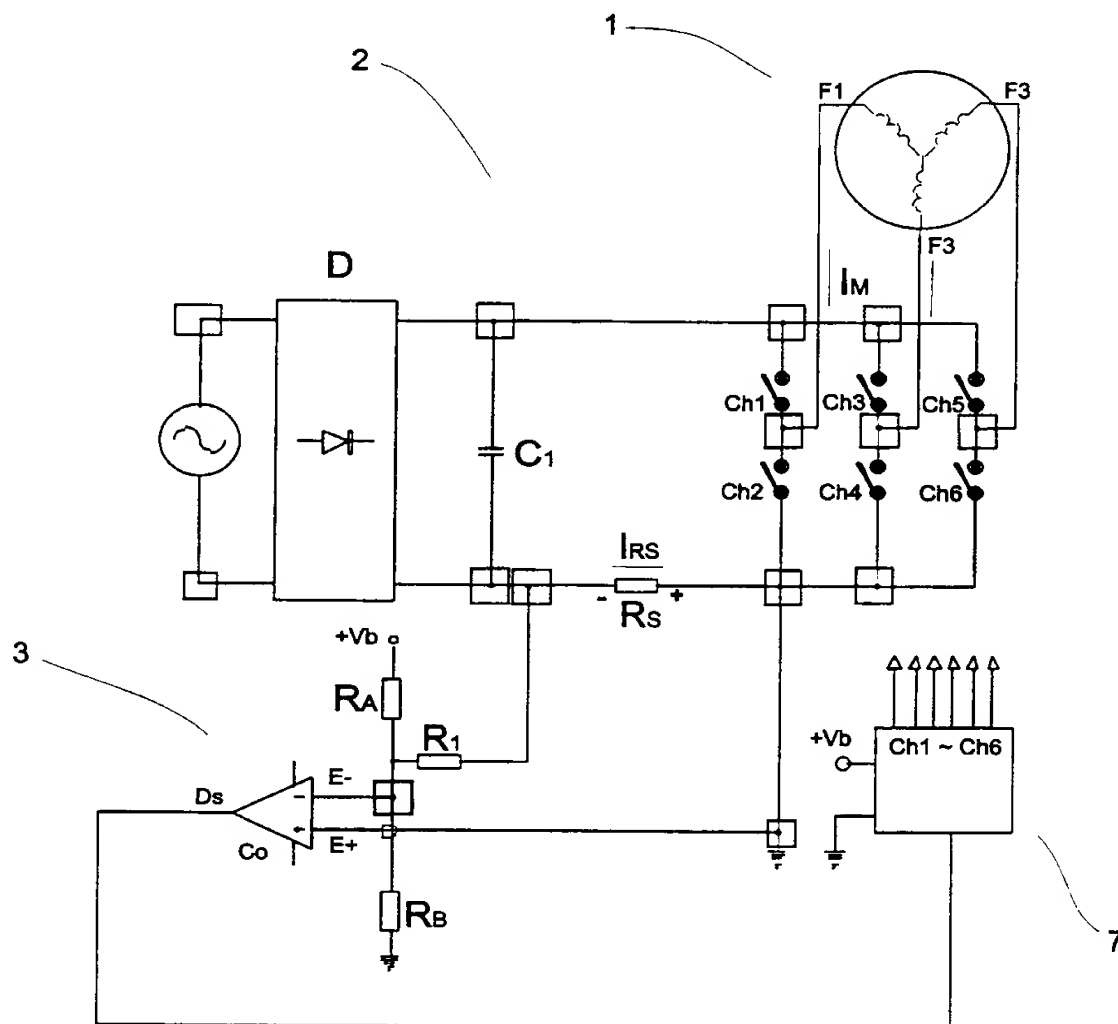 1
2
F1
F3
F3
D
IM
Ch1
Ch3
Ch5
C1
Ch2
Ch4
Ch6
IRS
-
+
RS
+Vb
3
RA
R1
+Vb
Ch1 ~ Ch6
Ds
E-
-
+
E+
Co
RB
7